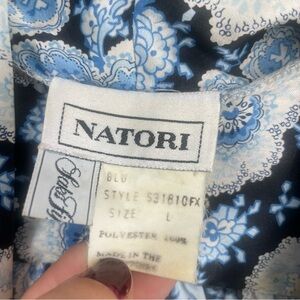 NATORI
BLU
STYLE S31810FX
SIZE L
POLYESTER 100%
MADE IN THE